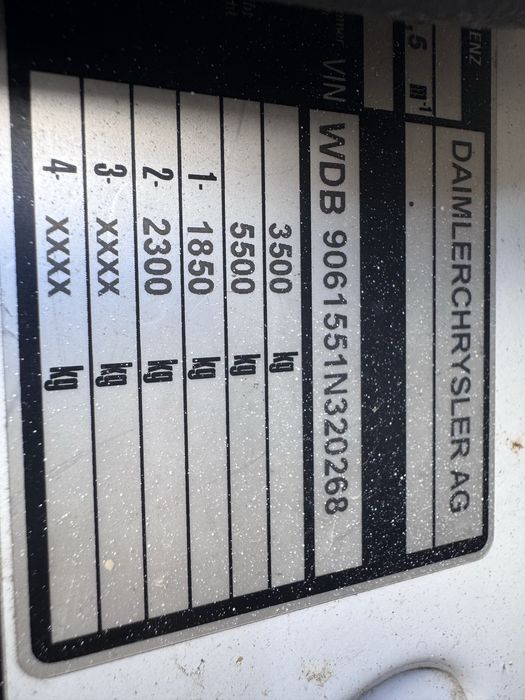 DAIMLERCHRYSLER AG
VIN WDB 9061551N320268
3500 kg
5500 kg
1- 1850 kg
2- 2300 kg
3- XXXX kg
4- XXXX kg